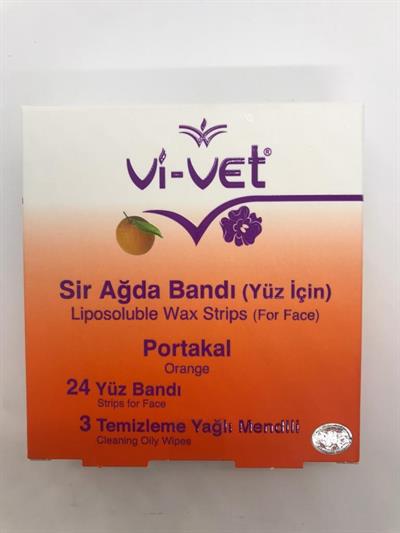 Vi-VEt®
Sir Ağda Bandı (Yüz İçin)
Liposoluble Wax Strips (For Face)
Portakal
Orange
24 Yüz Bandı
Strips for Face
3 Temizleme Yağlı Mendili
Cleaning Oily Wipes